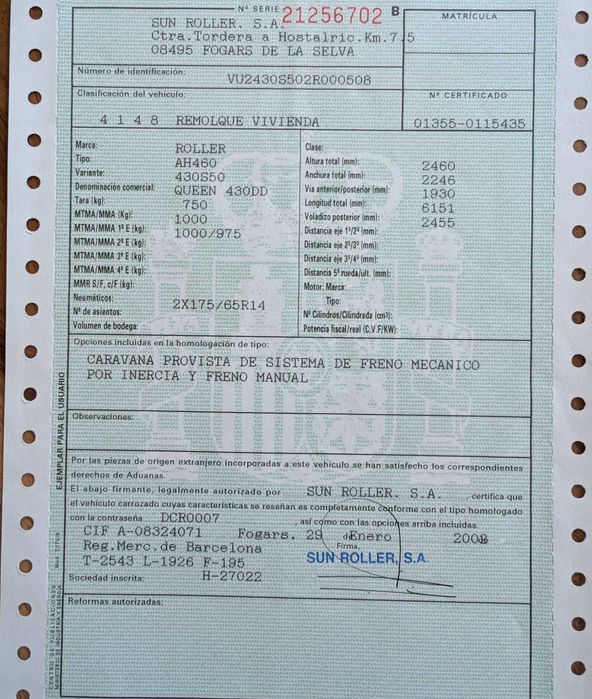 Nº SERIE 21256702 B
SUN ROLLER. S.A.
Ctra.Tordera a Hostalric.Km.7,5
08495 FOGARS DE LA SELVA
MATRÍCULA
Número de identificación: VU2430S502R000508
Clasificación del vehículo:
4 1 4 8 REMOLQUE VIVIENDA
Nº CERTIFICADO
01355-0115435
Marca: ROLLER
Tipo: AH460
Variante: 430S50
Denominación comercial: QUEEN 430DD
Tara (kg): 750
MTMA/MMA (Kg): 1000
MTMA/MMA 1º E (kg): 1000/975
MTMA/MMA 2º E (kg):
MTMA/MMA 3º E (kg):
MTMA/MMA 4º E (kg):
MMR S/F, c/F (kg):
Neumáticos: 2X175/65R14
Nº de asientos:
Volumen de bodega:
Clase:
Altura total (mm): 2460
Anchura total (mm): 2246
Vía anterior/posterior (mm): 1930
Longitud total (mm): 6151
Voladizo posterior (mm): 2455
Distancia eje 1º/2º (mm):
Distancia eje 2º/3º (mm):
Distancia eje 3º/4º (mm):
Distancia 5ª rueda/ult. (mm):
Motor: Marca:
Tipo:
Nº Cilindros/Cilindrada (cm³):
Potencia fiscal/real (C.V.F/KW):
Opciones incluidas en la homologación de tipo:
CARAVANA PROVISTA DE SISTEMA DE FRENO MECANICO
POR INERCIA Y FRENO MANUAL
Observaciones:
Por las piezas de origen extranjero incorporadas a este vehículo se han satisfecho los correspondientes
derechos de Aduanas.
El abajo firmante, legalmente autorizado por SUN ROLLER. S.A. , certifica que
el vehículo carrozado cuyas características se reseñan es completamente conforme con el tipo homologado
con la contraseña DCR0007 , así como con las opciones arriba incluidas.
CIF A-08324071 Fogars. 29 de Enero
Reg.Merc.de Barcelona
Firma,
T-2543 L-1926 F-195
SUN ROLLER, S.A
Sociedad inscrita: H-27022
Reformas autorizadas:
EJEMPLAR PARA EL USUARIO
CENTRO DE PUBLICACIONES
MINISTERIO DE INDUSTRIA Y ENERGIA